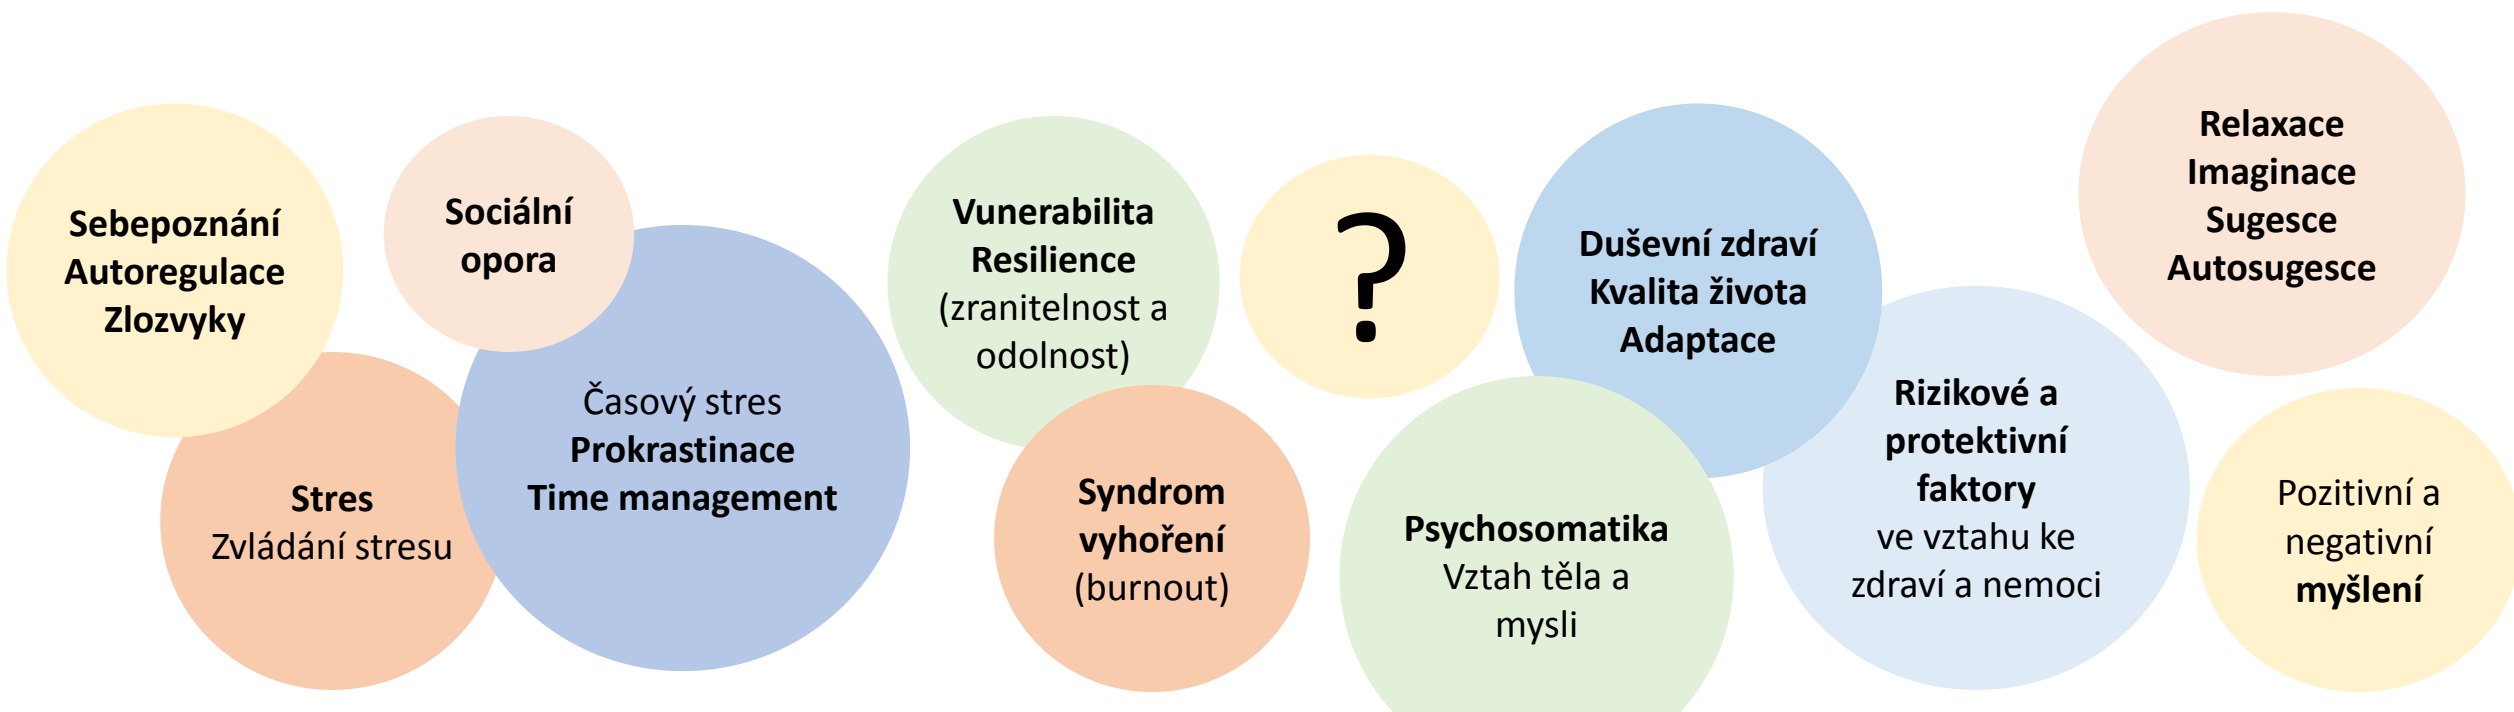 Sebepoznání
Autoregulace
Zlozvyky
Stres
Zvládání stresu
Sociální
opora
Časový stres
Prokrastinace
Time management
Vunerabilita
Resilience
(zranitelnost a
odolnost)
Syndrom
vyhoření
(burnout)
?
Psychosomatika
Vztah těla a
mysli
Duševní zdraví
Kvalita života
Adaptace
Rizikové a
protektivní
faktory
ve vztahu ke
zdraví a nemoci
Relaxace
Imaginace
Sugesce
Autosugesce
Pozitivní a
negativní
myšlení